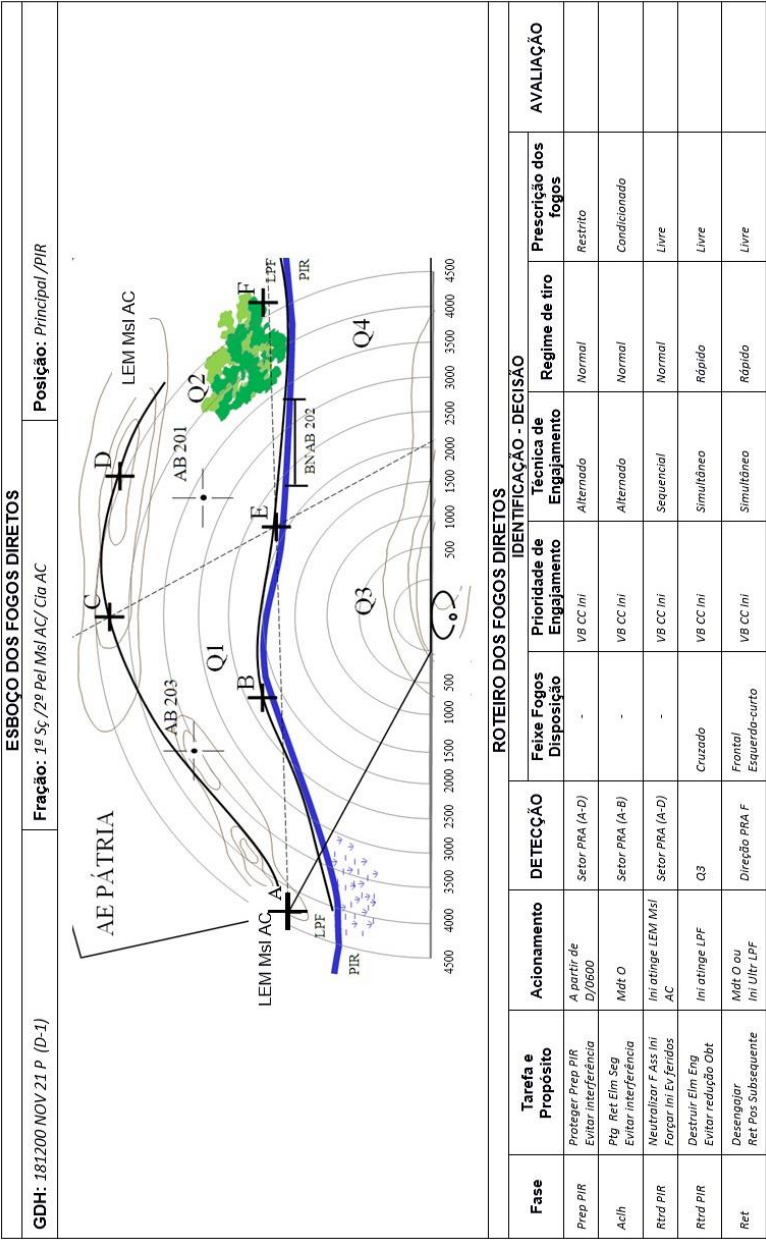 ESBOÇO DOS FOGOS DIRETOS
GDH: 181200 NOV 21 P (D-1)
Fração: 1º Sç /2º Pel Msl AC/ Cia AC
Posição: Principal /PIR
AE PÁTRIA
LEM Msl AC
C
D
AB 203
AB 201
Q1
Q2
LEM Msl AC
A
B
E
F
LPF
LPF
PIR
PIR
BN AB 202
Q3
Q4
4500 4000 3500 3000 2500 2000 1500 1000 500 500 1000 1500 2000 2500 3000 3500 4000 4500
ROTEIRO DOS FOGOS DIRETOS
IDENTIFICAÇÃO - DECISÃO
Fase
Tarefa e
Propósito
Acionamento
DETECÇÃO
Feixe Fogos
Disposição
Prioridade de
Engajamento
Técnica de
Engajamento
Regime de tiro
Prescrição dos
fogos
AVALIAÇÃO
Prep PIR
Proteger Prep PIR
Evitar interferência
A partir de
D/0600
Setor PRA (A-D)
-
VB CC Ini
Alternado
Normal
Restrito
Aclh
Ptg Ret Elm Seg
Evitar interferência
Mdt O
Setor PRA (A-B)
-
VB CC Ini
Alternado
Normal
Condicionado
Rtrd PIR
Neutralizar F Ass Ini
Forçar Ini Ev feridos
Ini atinge LEM Msl
AC
Setor PRA (A-D)
-
VB CC Ini
Sequencial
Normal
Livre
Rtrd PIR
Destruir Elm Eng
Evitar redução Obt
Ini atinge LPF
Q3
Cruzado
VB CC Ini
Simultâneo
Rápido
Livre
Ret
Desengajar
Ret Pos Subsequente
Mdt O ou
Ini Ultr LPF
Direção PRA F
Frontal
Esquerda-curto
VB CC Ini
Simultâneo
Rápido
Livre